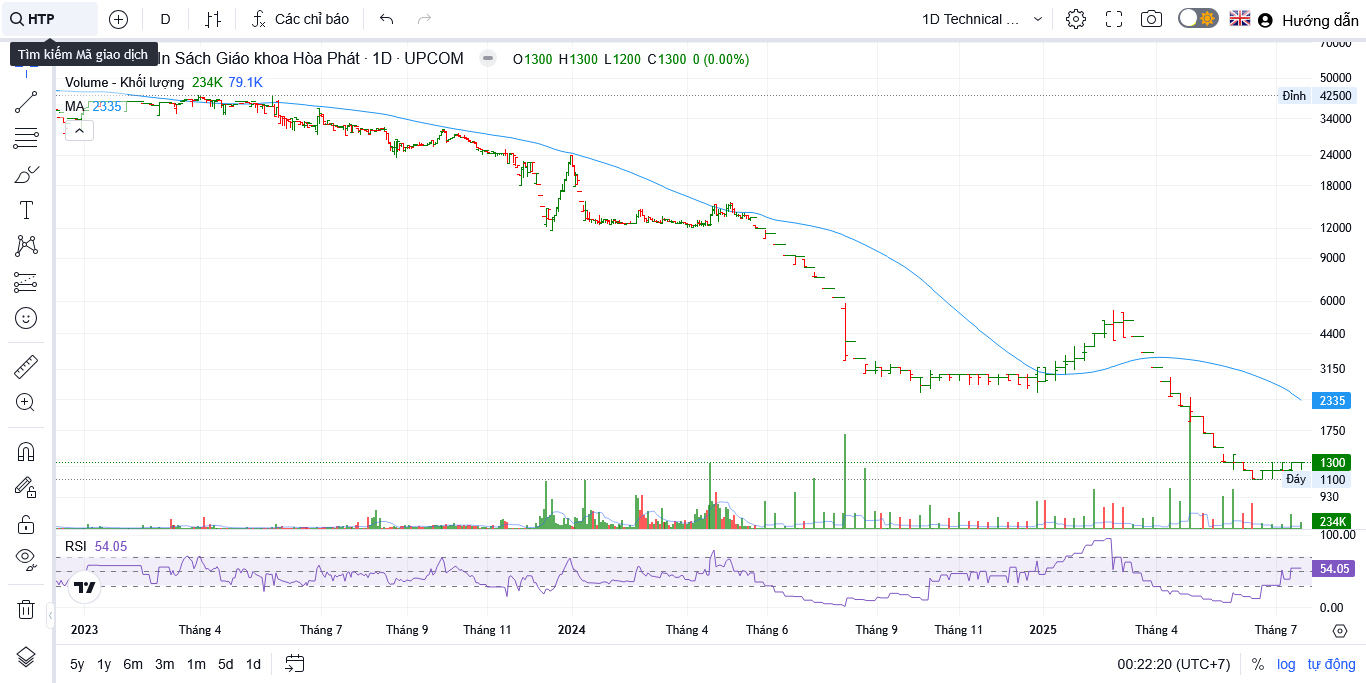 HTP
D
Các chỉ báo
1D Technical ...
Hướng dẫn
Tìm kiếm Mã giao dịch
In Sách Giáo khoa Hòa Phát · 1D · UPCOM
O1300 H1300 L1200 C1300 0 (0.00%)
Volume - Khối lượng 234K 79.1K
MA 2335
70000
50000
Đỉnh 42500
34000
24000
18000
12000
9000
6000
4400
3150
2335
1750
1300
Đáy 1100
930
234K
RSI 54.05
100.00
54.05
0.00
2023 Tháng 4 Tháng 7 Tháng 9 Tháng 11 2024 Tháng 4 Tháng 6 Tháng 9 Tháng 11 2025 Tháng 4 Tháng 7
5y 1y 6m 3m 1m 5d 1d
00:22:20 (UTC+7) % log tự động